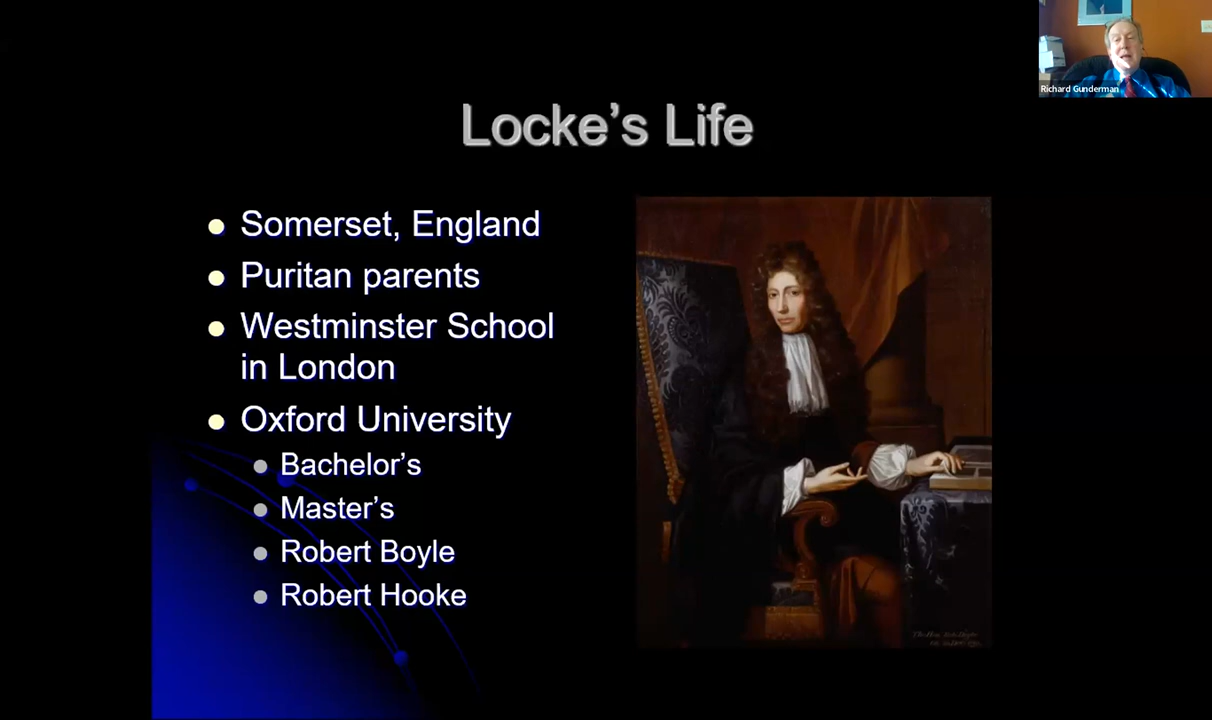 Richard Gunderman
Locke's Life
Somerset, England
Puritan parents
Westminster School
in London
Oxford University
Bachelor's
Master's
Robert Boyle
Robert Hooke